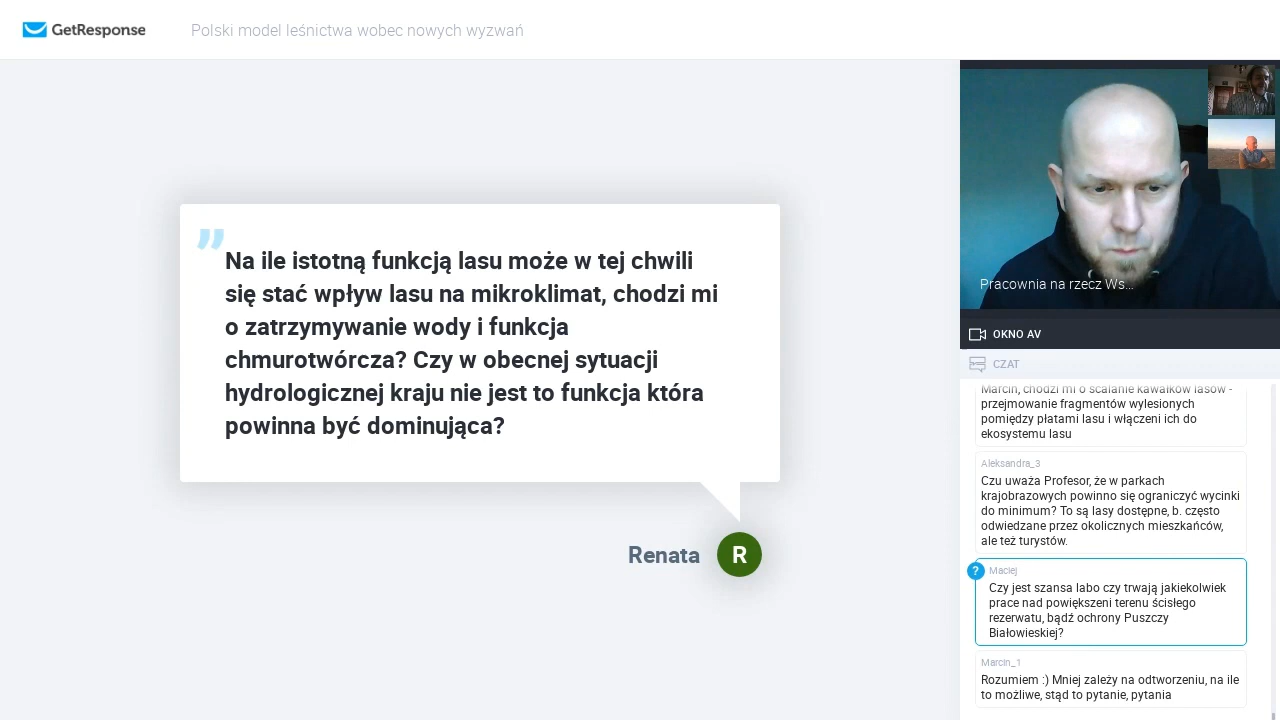 GetResponse
Polski model leśnictwa wobec nowych wyzwań
Na ile istotną funkcją lasu może w tej chwili
się stać wpływ lasu na mikroklimat, chodzi mi
o zatrzymywanie wody i funkcja
chmurotwórcza? Czy w obecnej sytuacji
hydrologicznej kraju nie jest to funkcja która
powinna być dominująca?
Renata
R
Pracownia na rzecz Ws...
OKNO AV
CZAT
Marcin, chodzi mi o scalanie kawałków lasów -
przejmowanie fragmentów wylesionych
pomiędzy płatami lasu i włączeni ich do
ekosystemu lasu
Aleksandra_3
Czu uważa Profesor, że w parkach
krajobrazowych powinno się ograniczyć wycinki
do minimum? To są lasy dostępne, b. często
odwiedzane przez okolicznych mieszkańców,
ale też turystów.
?
Maciej
Czy jest szansa labo czy trwają jakiekolwiek
prace nad powiększeni terenu ścisłego
rezerwatu, bądź ochrony Puszczy
Białowieskiej?
Marcin_1
Rozumiem :) Mniej zależy na odtworzeniu, na ile
to możliwe, stąd to pytanie, pytania